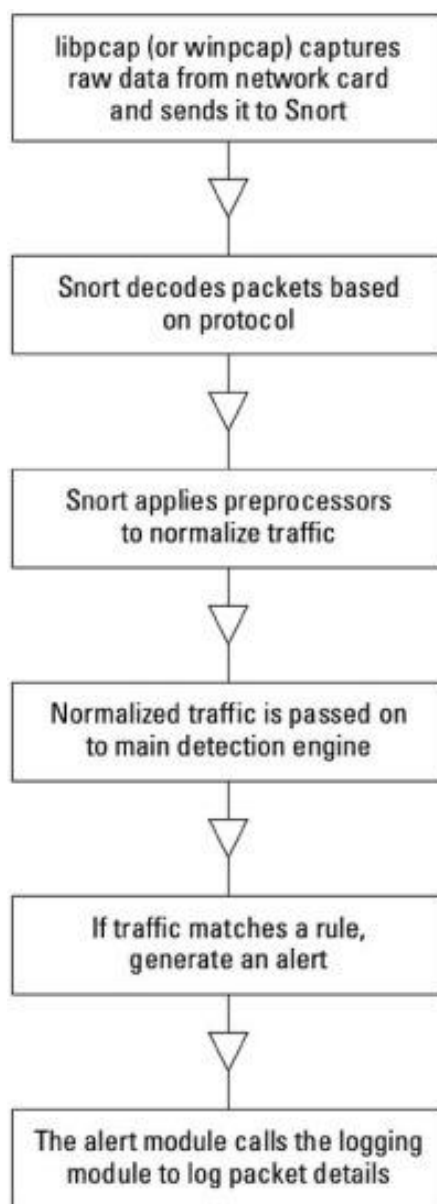 libpcap (or winpcap) captures
raw data from network card
and sends it to Snort
Snort decodes packets based
on protocol
Snort applies preprocessors
to normalize traffic
Normalized traffic is passed on
to main detection engine
If traffic matches a rule,
generate an alert
The alert module calls the logging
module to log packet details